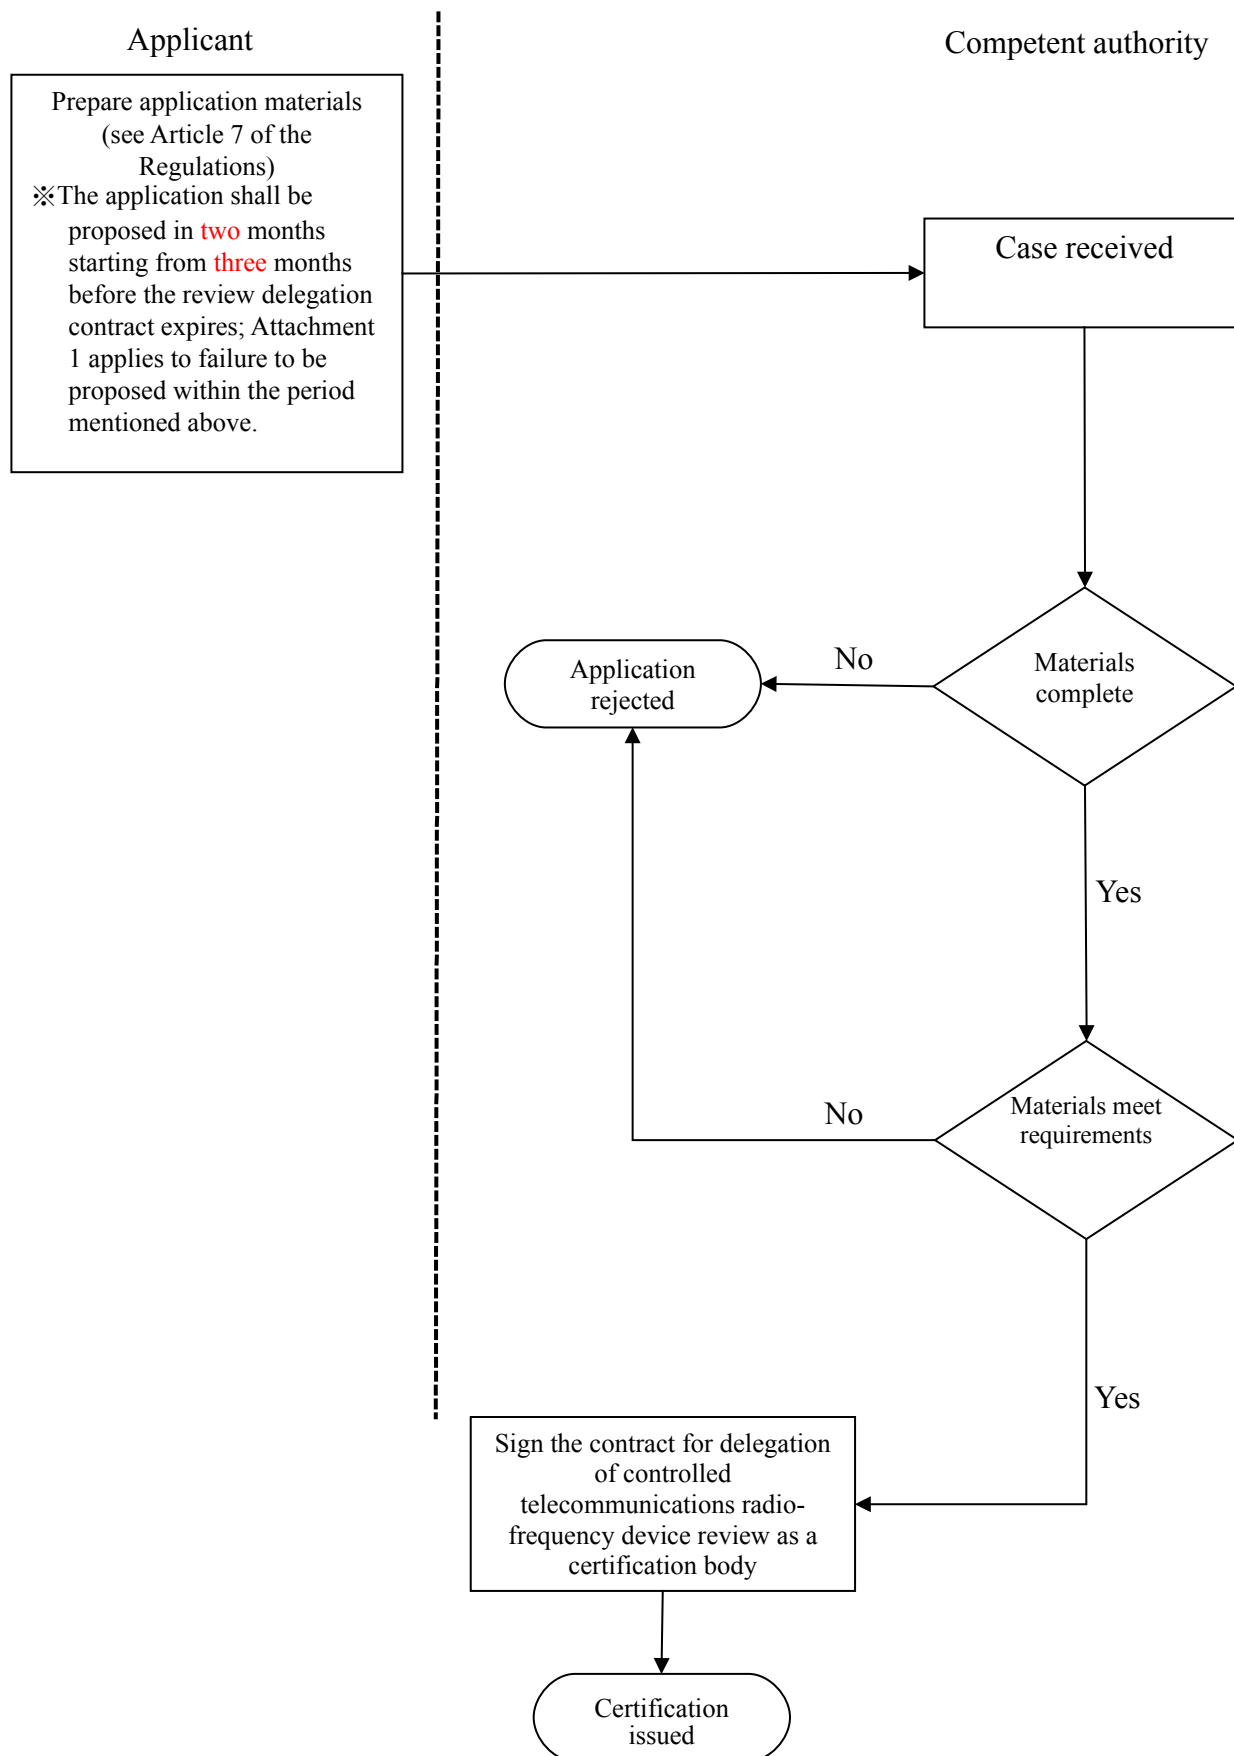 Applicant
Competent authority
Prepare application materials
(see Article 7 of the
Regulations)
※The application shall be
proposed in two months
starting from three months
before the review delegation
contract expires; Attachment
1 applies to failure to be
proposed within the period
mentioned above.
Case received
Materials
complete
No
Application
rejected
Yes
Materials meet
requirements
No
Yes
Sign the contract for delegation
of controlled
telecommunications radio-
frequency device review as a
certification body
Certification
issued